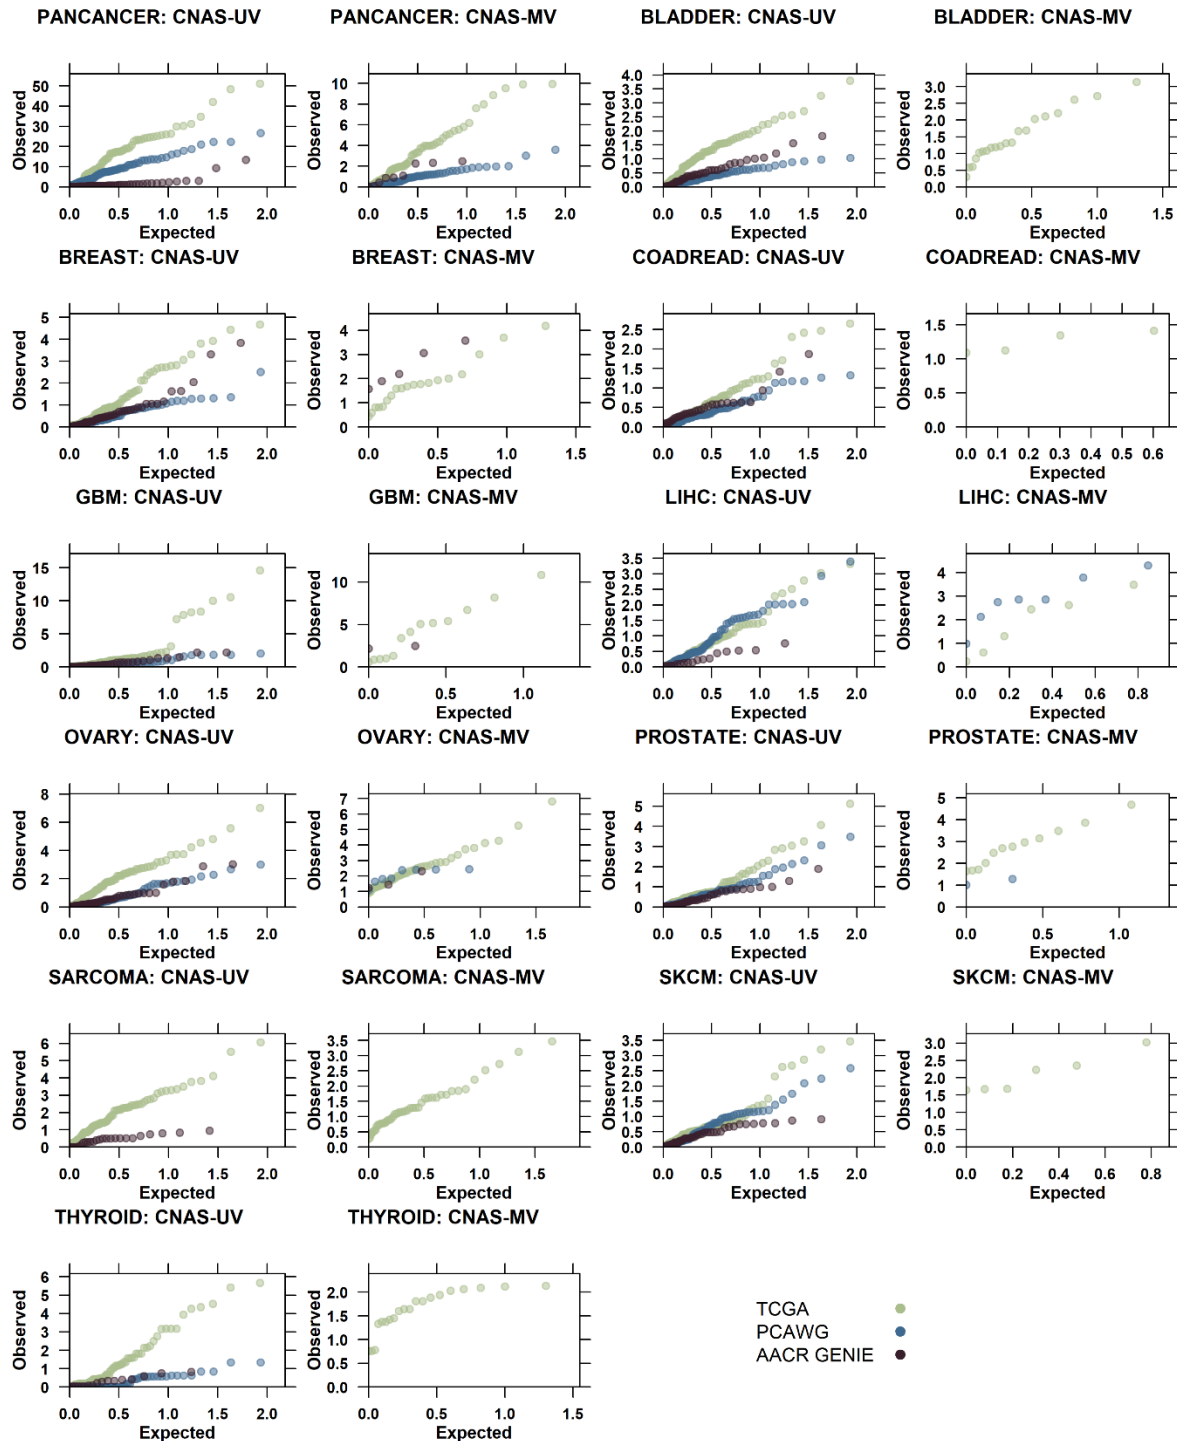 PANCANCER: CNAS-UV
PANCANCER: CNAS-MV
BLADDER: CNAS-UV
BLADDER: CNAS-MV
Observed
50
40
30
20
10
0
0.0 0.5 1.0 1.5 2.0
Expected
Observed
10
8
6
4
2
0
0.0 0.5 1.0 1.5 2.0
Expected
Observed
4.0
3.5
3.0
2.5
2.0
1.5
1.0
0.5
0.0
0.0 0.5 1.0 1.5 2.0
Expected
Observed
3.0
2.5
2.0
1.5
1.0
0.5
0.0
0.0 0.5 1.0 1.5
Expected
BREAST: CNAS-UV
BREAST: CNAS-MV
COADREAD: CNAS-UV
COADREAD: CNAS-MV
Observed
5
4
3
2
1
0
0.0 0.5 1.0 1.5 2.0
Expected
Observed
4
3
2
1
0
0.0 0.5 1.0 1.5
Expected
Observed
2.5
2.0
1.5
1.0
0.5
0.0
0.0 0.5 1.0 1.5 2.0
Expected
Observed
1.5
1.0
0.5
0.0
0.0 0.1 0.2 0.3 0.4 0.5 0.6
Expected
GBM: CNAS-UV
GBM: CNAS-MV
LIHC: CNAS-UV
LIHC: CNAS-MV
Observed
15
10
5
0
0.0 0.5 1.0 1.5 2.0
Expected
Observed
10
5
0
0.0 0.5 1.0
Expected
Observed
3.5
3.0
2.5
2.0
1.5
1.0
0.5
0.0
0.0 0.5 1.0 1.5 2.0
Expected
Observed
4
3
2
1
0
0.0 0.2 0.4 0.6 0.8
Expected
OVARY: CNAS-UV
OVARY: CNAS-MV
PROSTATE: CNAS-UV
PROSTATE: CNAS-MV
Observed
8
6
4
2
0
0.0 0.5 1.0 1.5 2.0
Expected
Observed
7
6
5
4
3
2
1
0
0.0 0.5 1.0 1.5
Expected
Observed
5
4
3
2
1
0
0.0 0.5 1.0 1.5 2.0
Expected
Observed
5
4
3
2
1
0
0.0 0.5 1.0
Expected
SARCOMA: CNAS-UV
SARCOMA: CNAS-MV
SKCM: CNAS-UV
SKCM: CNAS-MV
Observed
6
5
4
3
2
1
0
0.0 0.5 1.0 1.5 2.0
Expected
Observed
3.5
3.0
2.5
2.0
1.5
1.0
0.5
0.0
0.0 0.5 1.0 1.5
Expected
Observed
3.5
3.0
2.5
2.0
1.5
1.0
0.5
0.0
0.0 0.5 1.0 1.5 2.0
Expected
Observed
3.0
2.5
2.0
1.5
1.0
0.5
0.0
0.0 0.2 0.4 0.6 0.8
Expected
THYROID: CNAS-UV
THYROID: CNAS-MV
Observed
6
5
4
3
2
1
0
0.0 0.5 1.0 1.5 2.0
Expected
Observed
2.0
1.5
1.0
0.5
0.0
0.0 0.5 1.0 1.5
Expected
TCGA
PCAWG
AACR GENIE